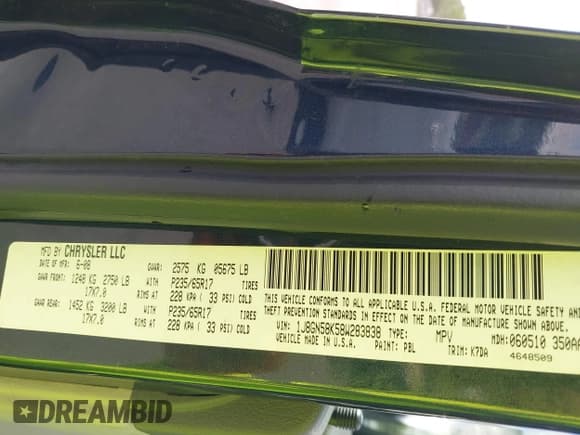 MFD BY CHRYSLER LLC
DATE OF MFR: 6-08 GVWR: 2575 KG 05675 LB
GAWR FRONT: 1248 KG 2750 LB WITH P235/65R17 TIRES
17X7.0 RIMS AT 228 KPA ( 33 PSI) COLD
GAWR REAR: 1452 KG 3200 LB WITH P235/65R17 TIRES
17X7.0 RIMS AT 228 KPA ( 33 PSI) COLD
THIS VEHICLE CONFORMS TO ALL APPLICABLE U.S.A. FEDERAL MOTOR VEHICLE SAFETY AND
THEFT PREVENTION STANDARDS IN EFFECT ON THE DATE OF MANUFACTURE SHOWN ABOVE.
VIN: 1J8GN58K58W283838 TYPE: MPV MDH: 060510 350AA
VEHICLE MADE IN U.S.A. PAINT: PBL TRIM: K7DA
4648509
DREAMBID